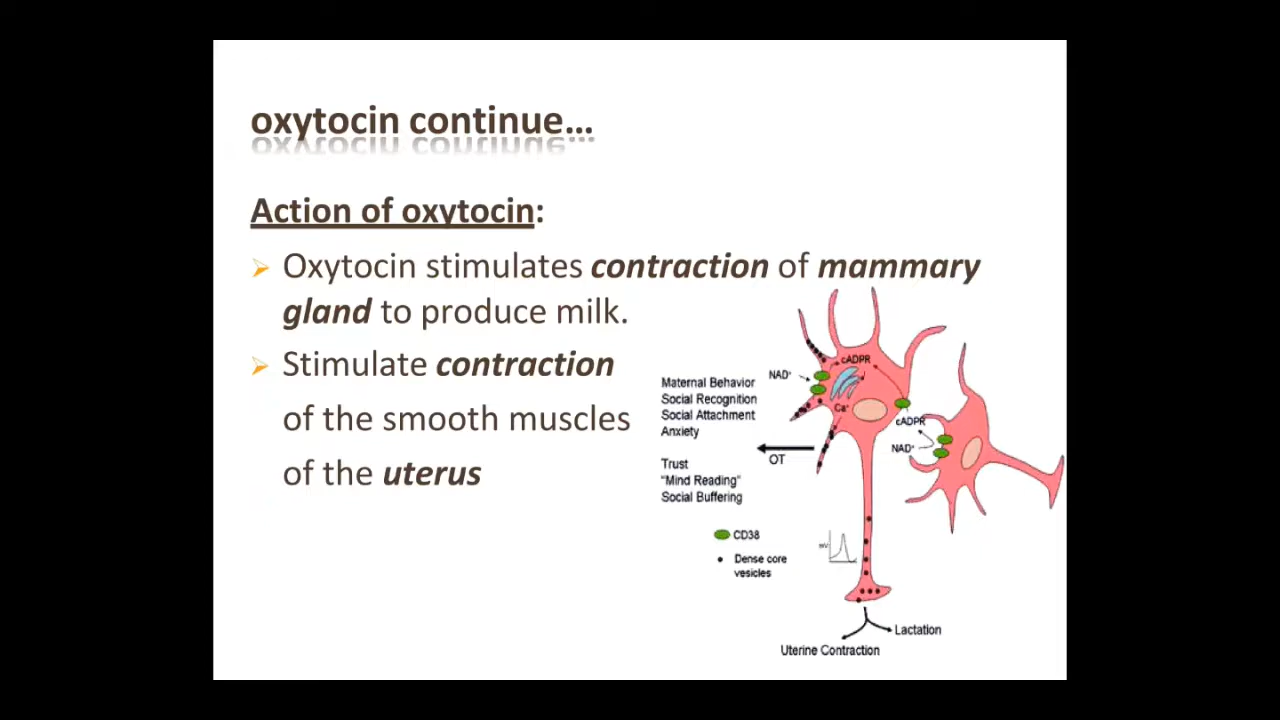 oxytocin continue...
Action of oxytocin:
Oxytocin stimulates contraction of mammary
gland to produce milk.
Stimulate contraction
of the smooth muscles
of the uterus
cADPR
NAD⁺
Ca⁺
Maternal Behavior
Social Recognition
Social Attachment
Anxiety
OT
Trust
"Mind Reading"
Social Buffering
cADPR
NAD⁺
CD38
Dense core
vesicles
mV
Lactation
Uterine Contraction